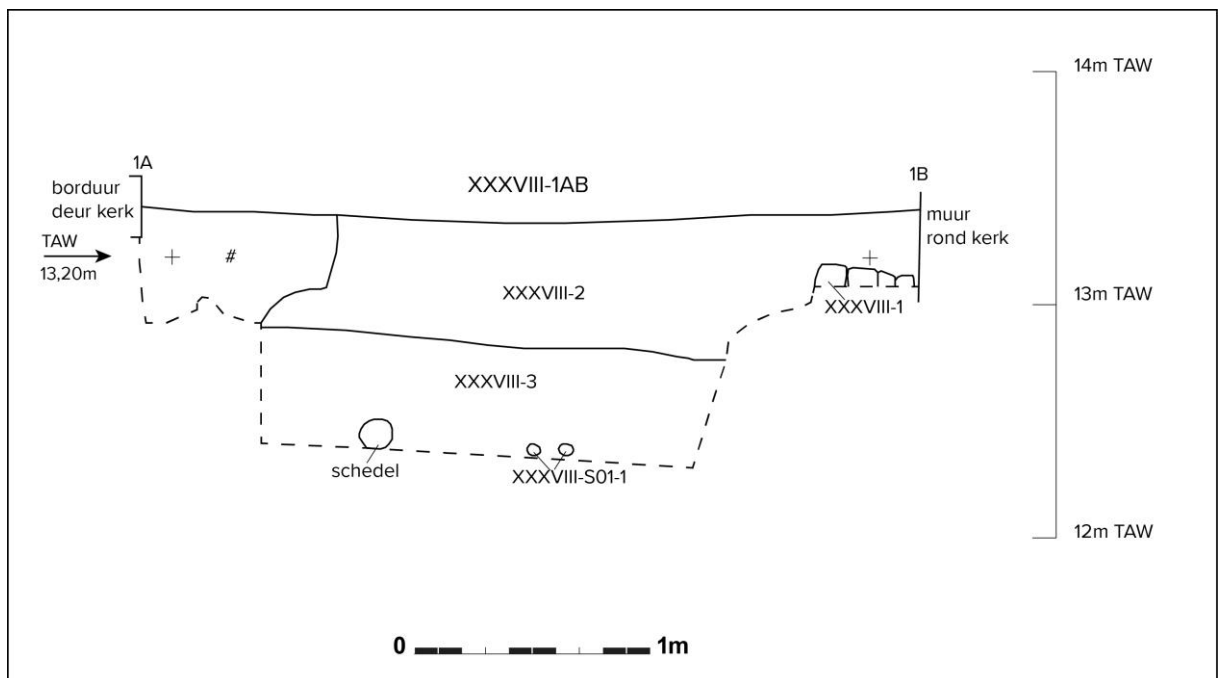 14m TAW
1A
1B
XXXVIII-1AB
borduur
deur kerk
muur
rond kerk
TAW
13,20m
+
#
+
XXXVIII-2
13m TAW
XXXVIII-1
XXXVIII-3
schedel
XXXVIII-S01-1
12m TAW
0
1m